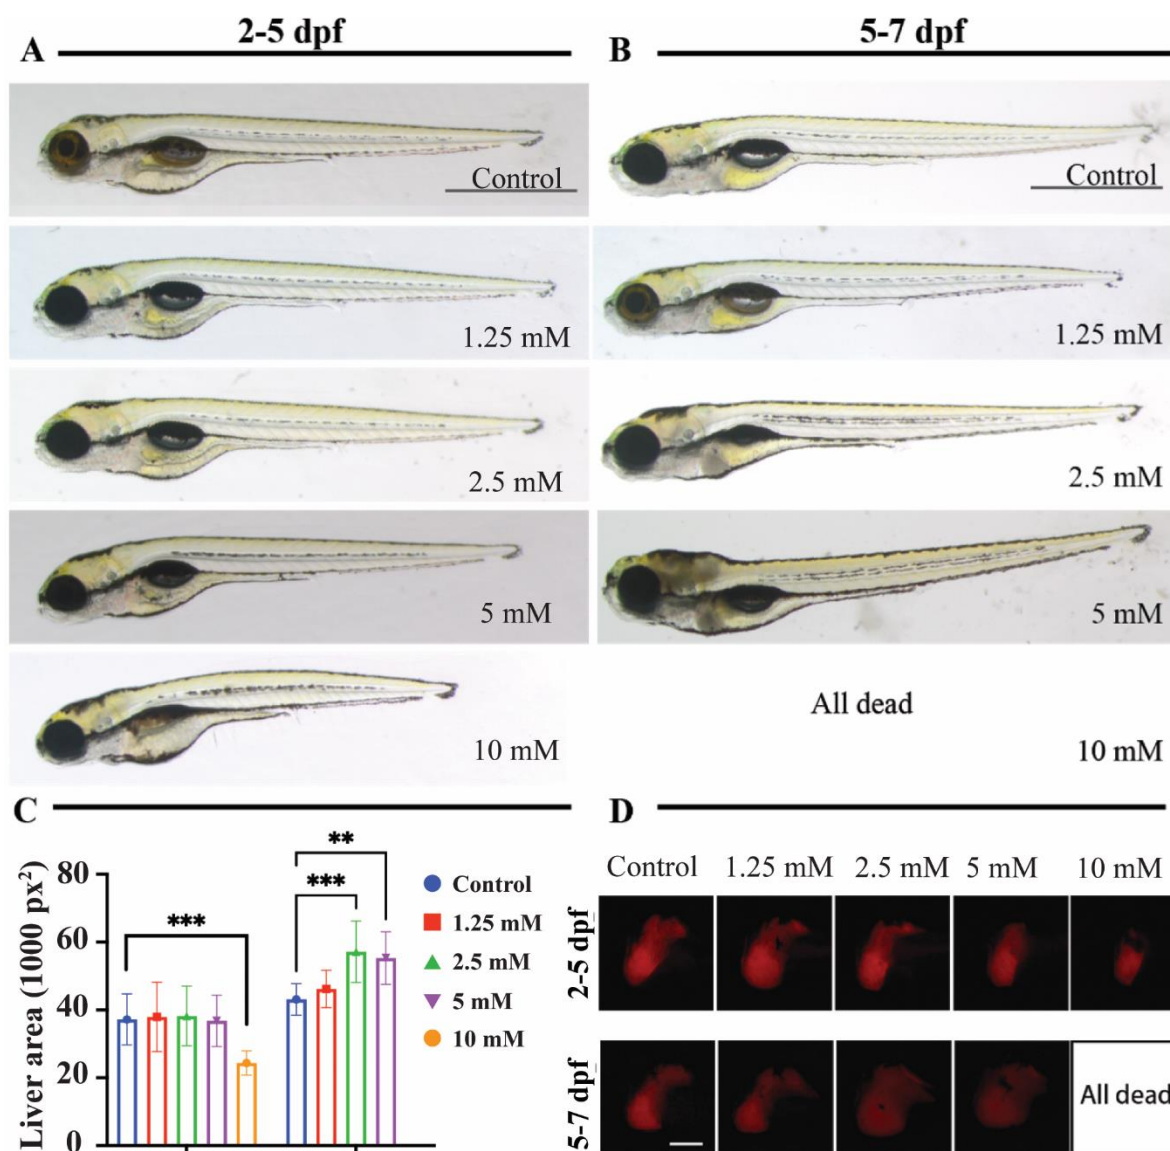 A
2-5 dpf
Control
1.25 mM
2.5 mM
5 mM
10 mM
B
5-7 dpf
Control
1.25 mM
2.5 mM
5 mM
All dead
10 mM
C
Liver area (1000 px²)
80
60
40
20
0
***
***
**
Control
1.25 mM
2.5 mM
5 mM
10 mM
D
Control 1.25 mM 2.5 mM 5 mM 10 mM
2-5 dpf
5-7 dpf
All dead